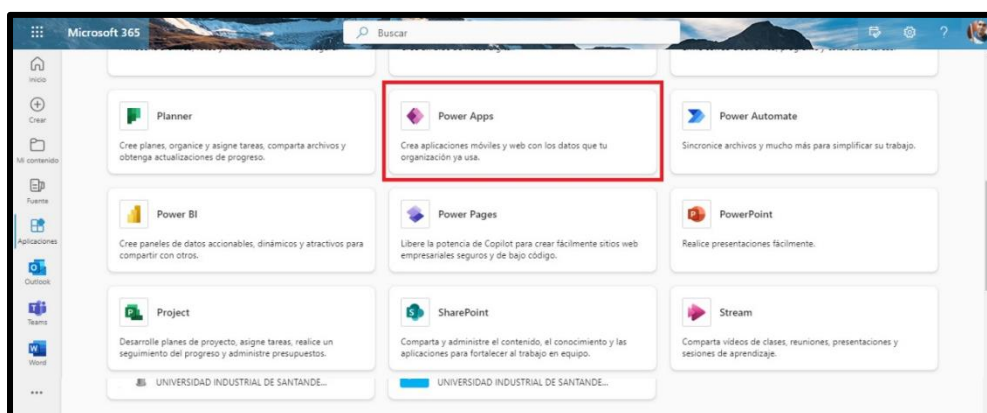 Microsoft 365
Buscar
?
Inicio
Crear
Mi contenido
Fuente
Aplicaciones
Outlook
Teams
Word
Planner
Cree planes, organice y asigne tareas, comparta archivos y
obtenga actualizaciones de progreso.
Power Apps
Crea aplicaciones móviles y web con los datos que tu
organización ya usa.
Power Automate
Sincronice archivos y mucho más para simplificar su trabajo.
Power BI
Cree paneles de datos accionables, dinámicos y atractivos para
compartir con otros.
Power Pages
Libere la potencia de Copilot para crear fácilmente sitios web
empresariales seguros y de bajo código.
PowerPoint
Realice presentaciones fácilmente.
Project
Desarrolle planes de proyecto, asigne tareas, realice un
seguimiento del progreso y administre presupuestos.
SharePoint
Comparta y administre el contenido, el conocimiento y las
aplicaciones para fortalecer al trabajo en equipo.
Stream
Comparta vídeos de clases, reuniones, presentaciones y
sesiones de aprendizaje.
UNIVERSIDAD INDUSTRIAL DE SANTANDE...
UNIVERSIDAD INDUSTRIAL DE SANTANDE...